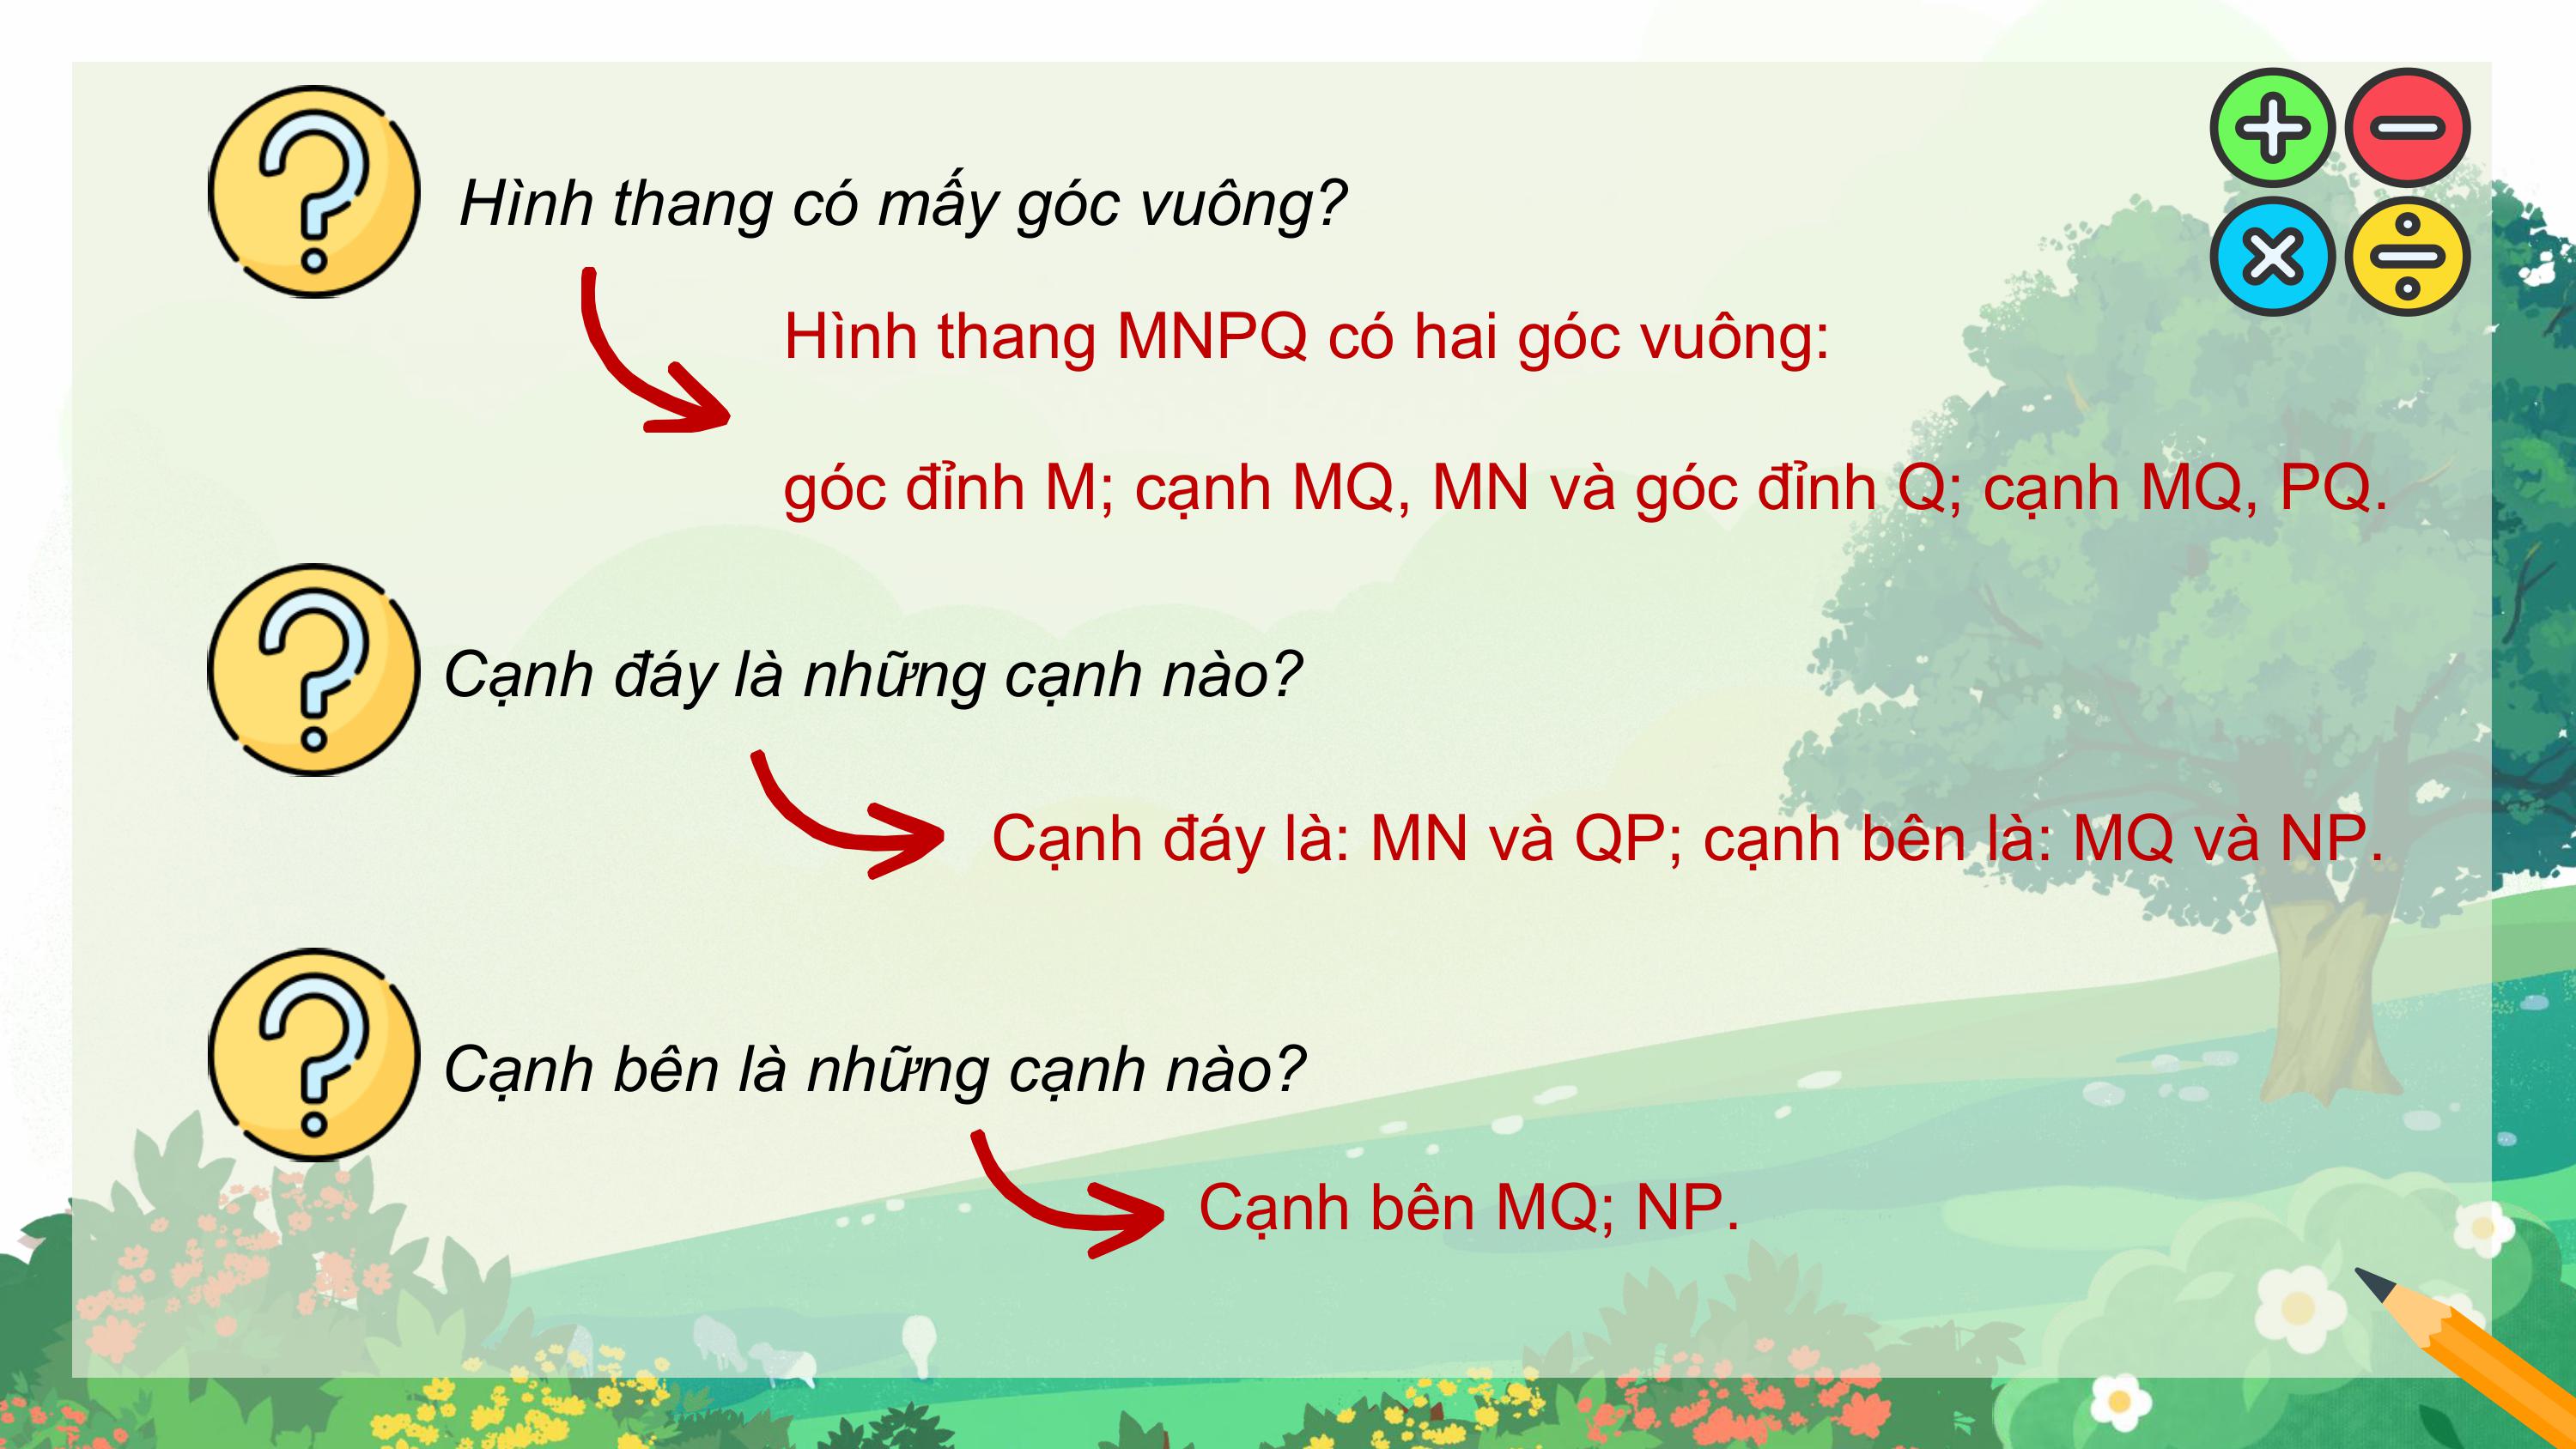 Hình thang có mấy góc vuông?
Hình thang MNPQ có hai góc vuông:
góc đỉnh M; cạnh MQ, MN và góc đỉnh Q; cạnh MQ, PQ.
Cạnh đáy là những cạnh nào?
Cạnh đáy là: MN và QP; cạnh bên là: MQ và NP.
Cạnh bên là những cạnh nào?
Cạnh bên MQ; NP.